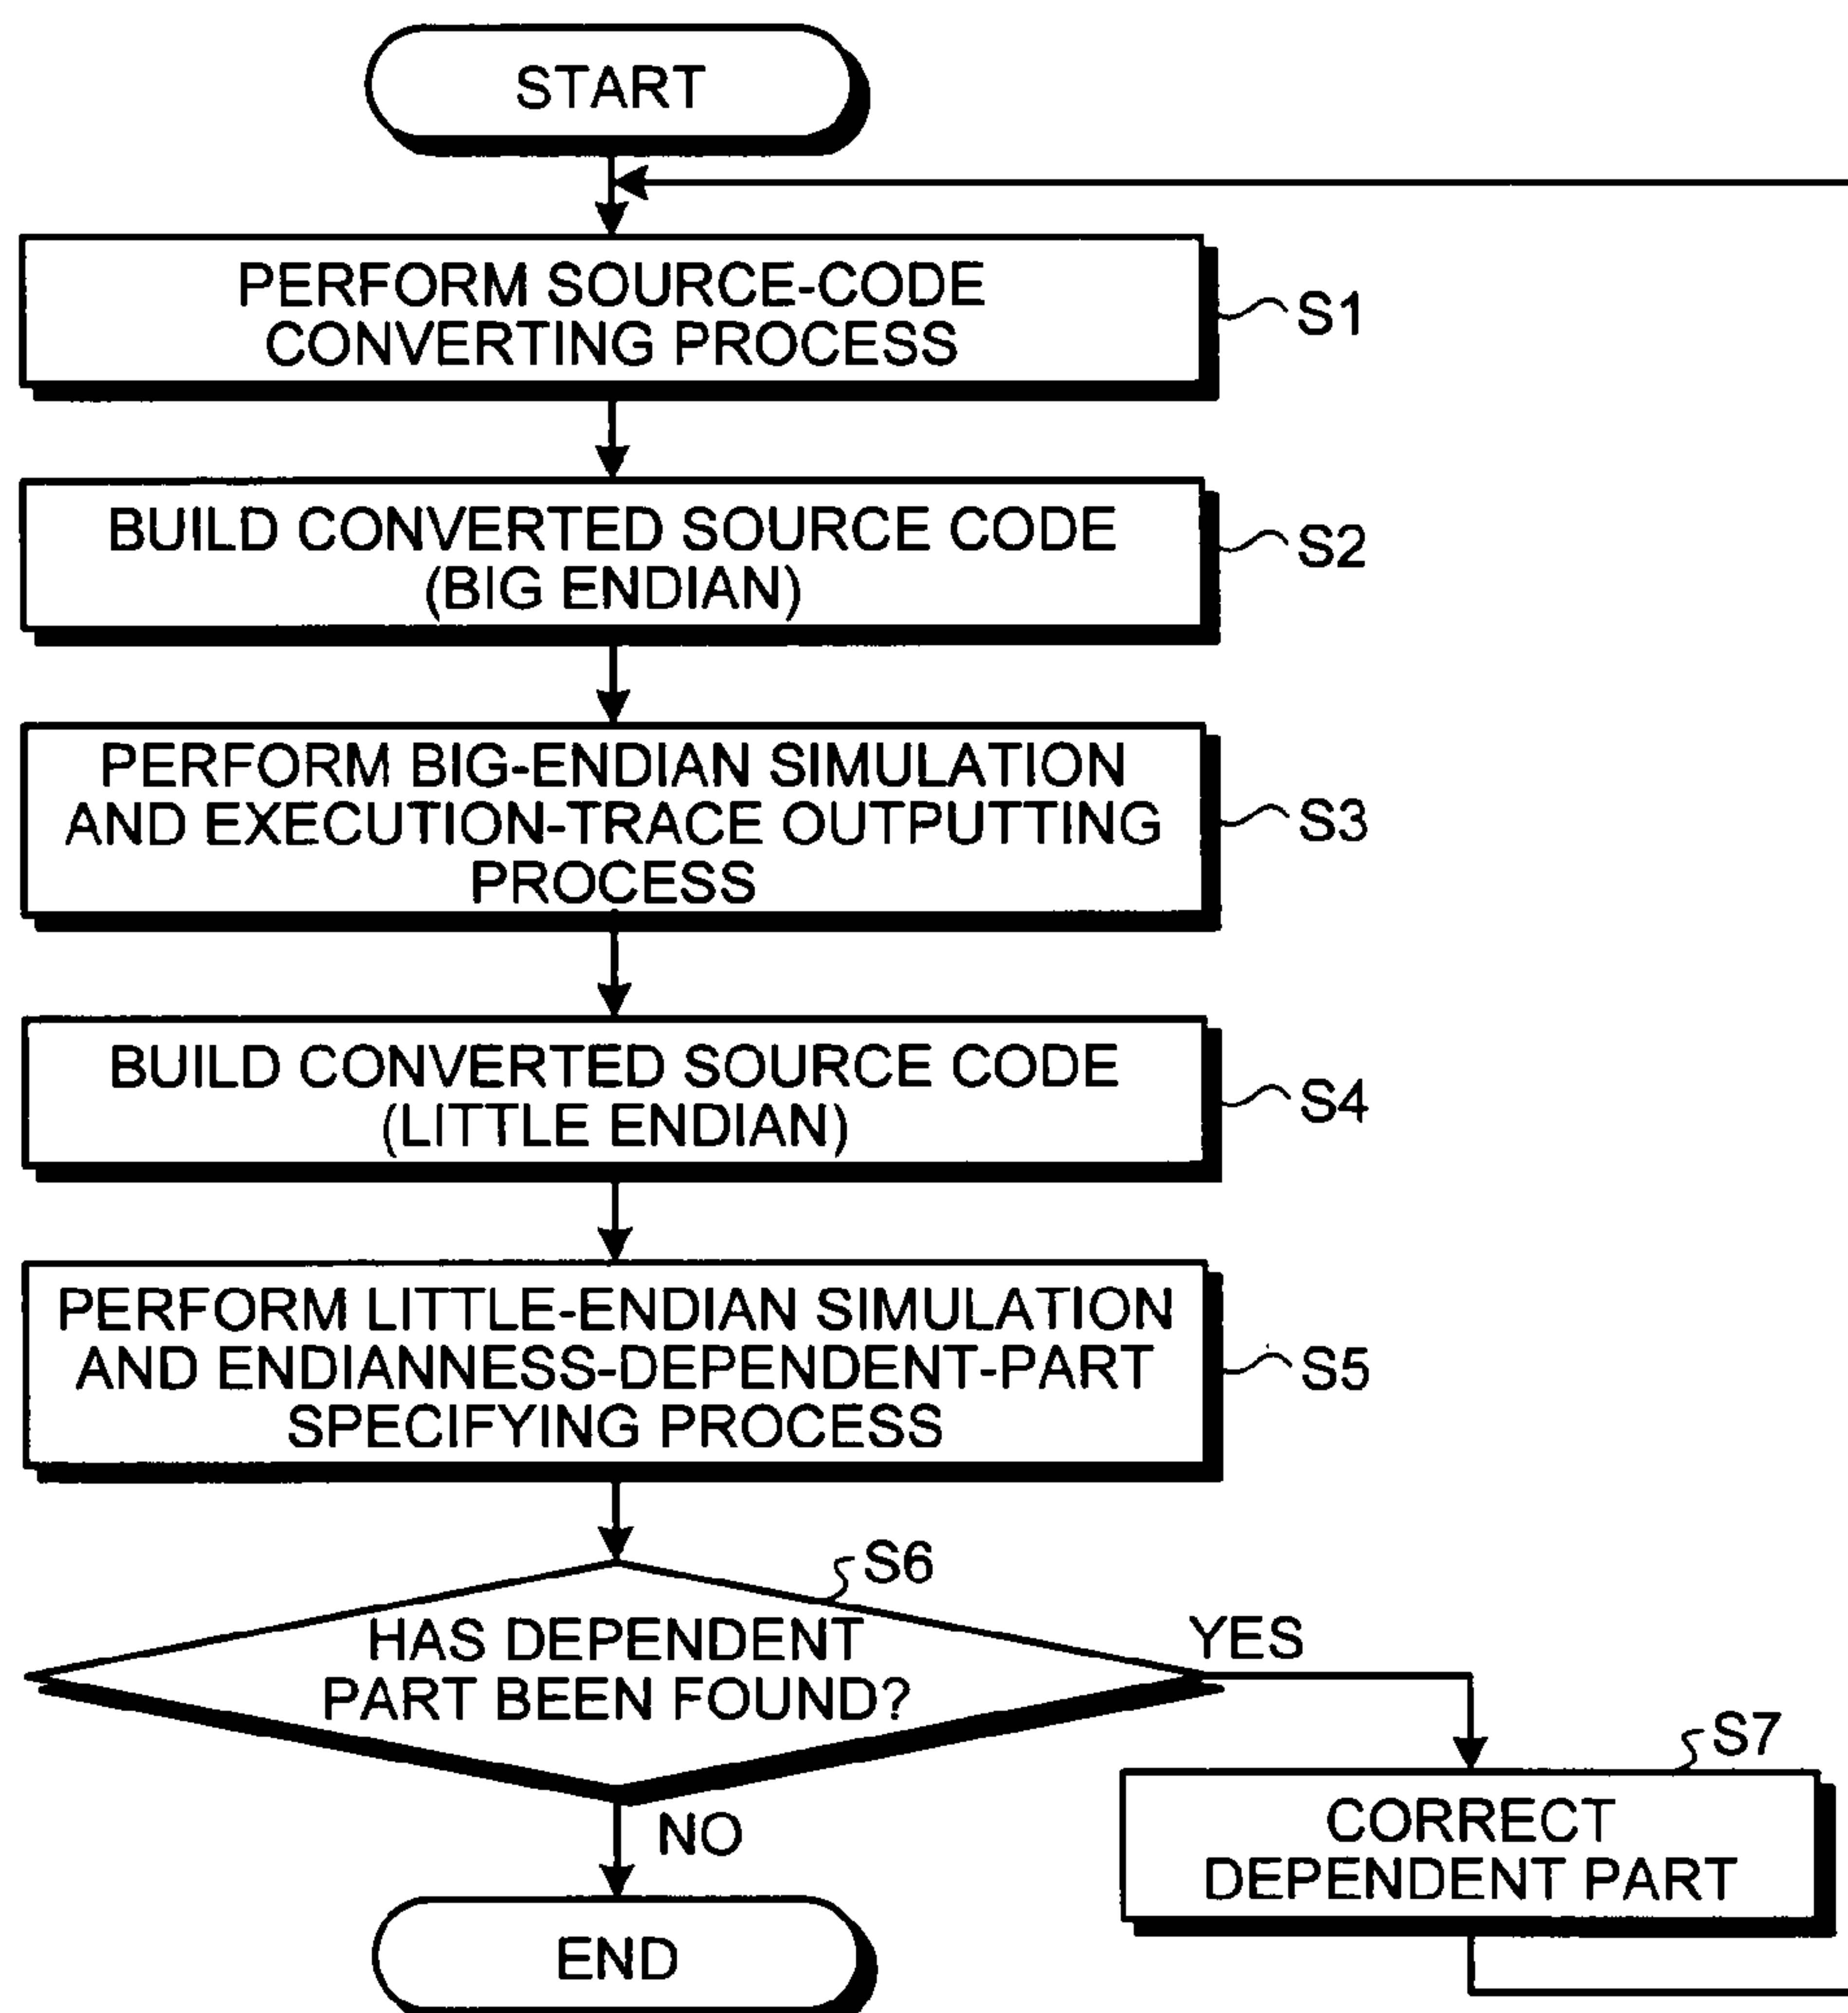 START
PERFORM SOURCE-CODE
CONVERTING PROCESS
S1
BUILD CONVERTED SOURCE CODE
(BIG ENDIAN)
S2
PERFORM BIG-ENDIAN SIMULATION
AND EXECUTION-TRACE OUTPUTTING
PROCESS
S3
BUILD CONVERTED SOURCE CODE
(LITTLE ENDIAN)
S4
PERFORM LITTLE-ENDIAN SIMULATION
AND ENDIANNESS-DEPENDENT-PART
SPECIFYING PROCESS
S5
S6
HAS DEPENDENT
PART BEEN FOUND?
YES
S7
CORRECT
DEPENDENT PART
NO
END